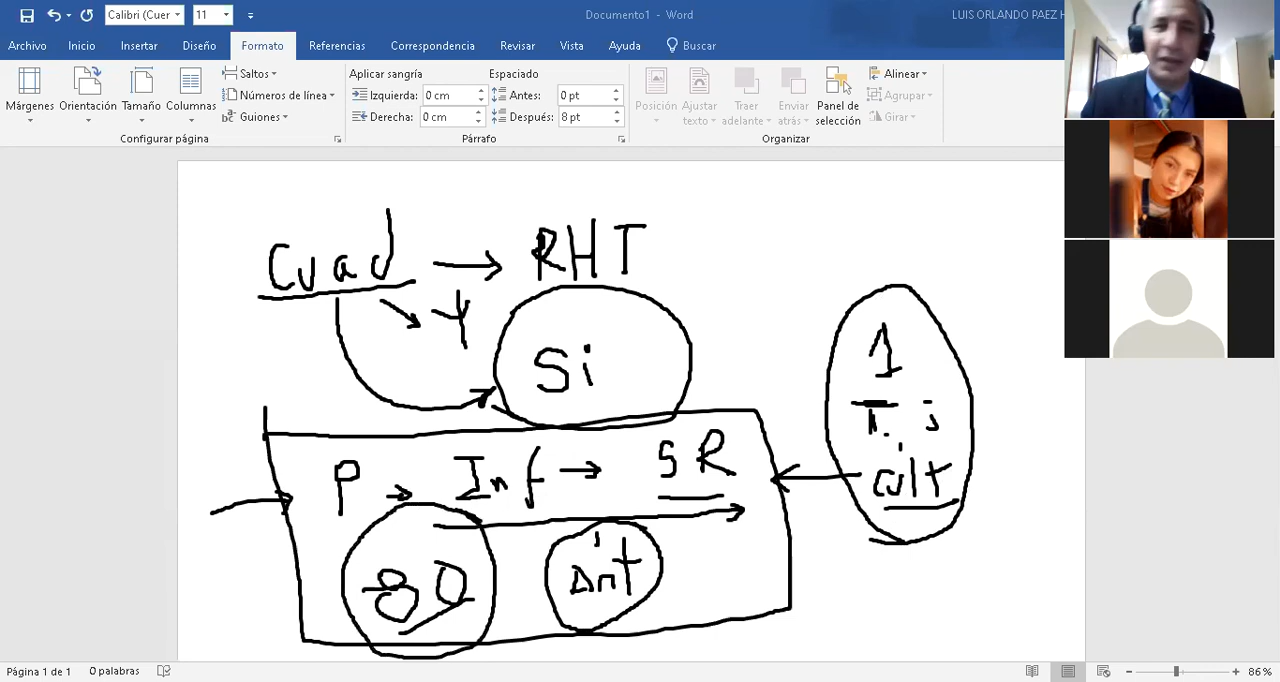 Calibri (Cuer
11
Documento1 - Word
LUIS ORLANDO PAEZ H
Archivo Inicio Insertar Diseño Formato Referencias Correspondencia Revisar Vista Ayuda Buscar
Márgenes
Orientación
Tamaño
Columnas
Saltos
Números de línea
Guiones
Configurar página
Aplicar sangría
Izquierda: 0 cm
Derecha: 0 cm
Espaciado:
Antes: 0 pt
Después: 8 pt
Párrafo
Posición
Ajustar texto
Traer adelante
Enviar atrás
Panel de selección
Alinear
Agrupar
Girar
Organizar
Cuad → RHT
Si
1
P → Inf → SR
80
Página 1 de 1 0 palabras
86%